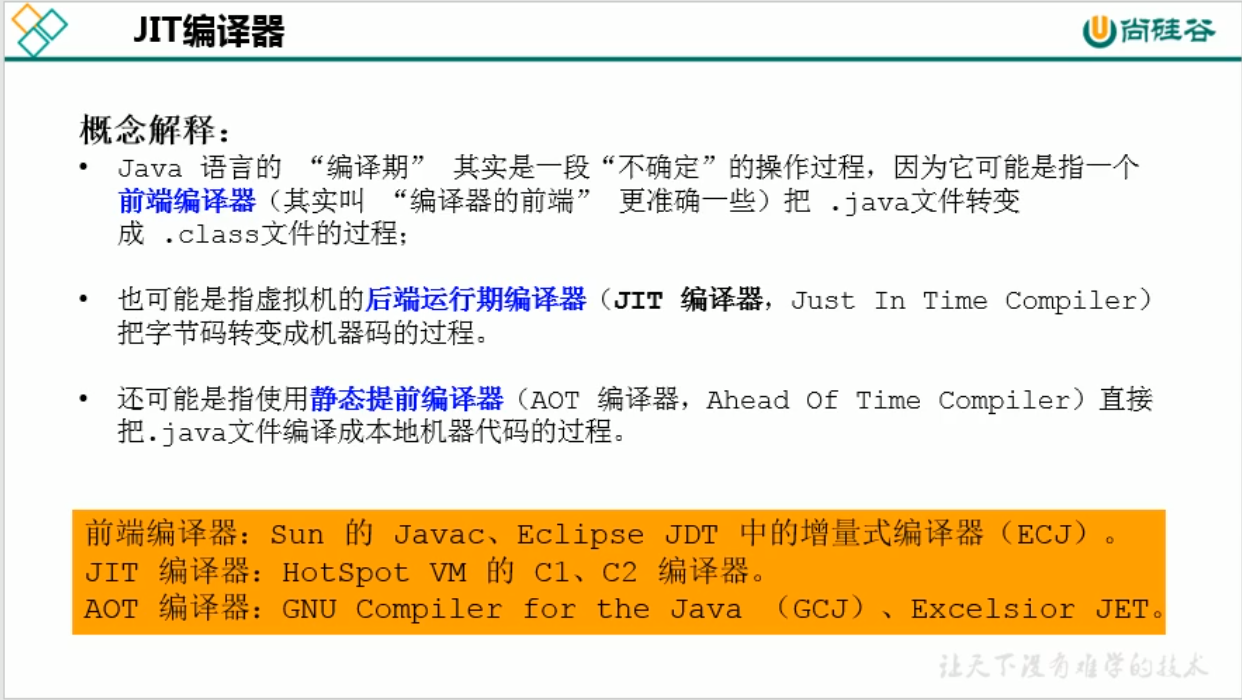 JIT编译器
尚硅谷
概念解释：
• Java 语言的 “编译期” 其实是一段“不确定”的操作过程，因为它可能是指一个
前端编译器（其实叫 “编译器的前端” 更准确一些）把 .java文件转变
成 .class文件的过程；
• 也可能是指虚拟机的后端运行期编译器（JIT 编译器，Just In Time Compiler）
把字节码转变成机器码的过程。
• 还可能是指使用静态提前编译器（AOT 编译器，Ahead Of Time Compiler）直接
把.java文件编译成本地机器代码的过程。
前端编译器：Sun 的 Javac、Eclipse JDT 中的增量式编译器（ECJ）。
JIT 编译器：HotSpot VM 的 C1、C2 编译器。
AOT 编译器：GNU Compiler for the Java （GCJ）、Excelsior JET。
让天下没有难学的技术